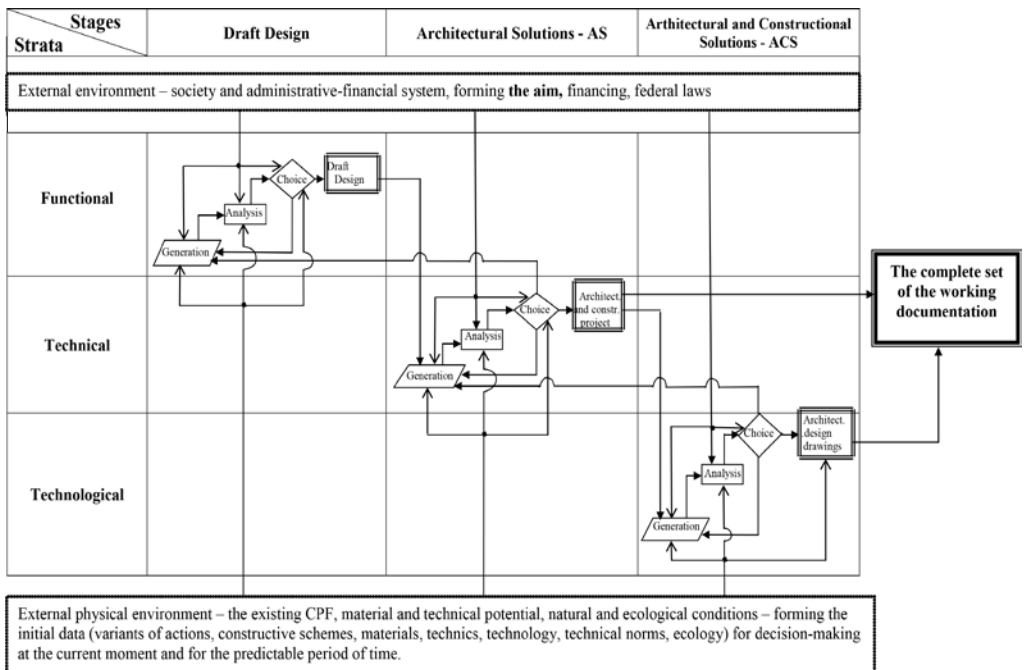 Stages
Strata
Draft Design
Architectural Solutions - AS
Arthitectural and Constructional
Solutions - ACS
External environment – society and administrative-financial system, forming the aim, financing, federal laws
Functional
Generation
Analysis
Choice
Draft
Design
Technical
Generation
Analysis
Choice
Architect.
and constr.
project
The complete set
of the working
documentation
Technological
Generation
Analysis
Choice
Architect.
design
drawings
External physical environment – the existing CPF, material and technical potential, natural and ecological conditions – forming the
initial data (variants of actions, constructive schemes, materials, technics, technology, technical norms, ecology) for decision-making
at the current moment and for the predictable period of time.